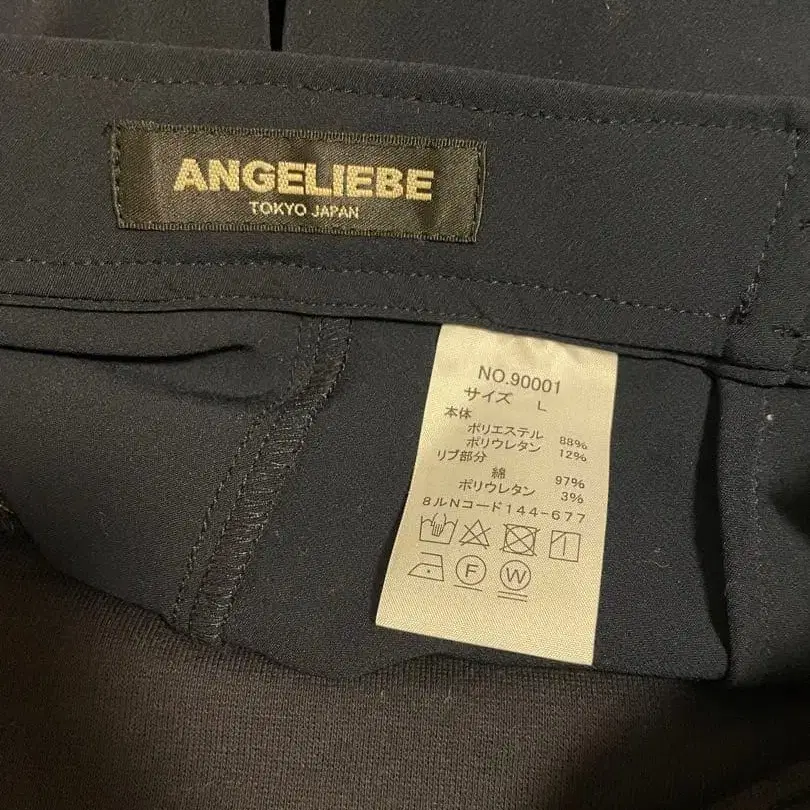 ANGELIEBE
TOKYO JAPAN
NO.90001
サイズ L
本体
ポリエステル 88%
ポリウレタン 12%
リブ部分
綿 97%
ポリウレタン 3%
8ルNコード144-677
F W